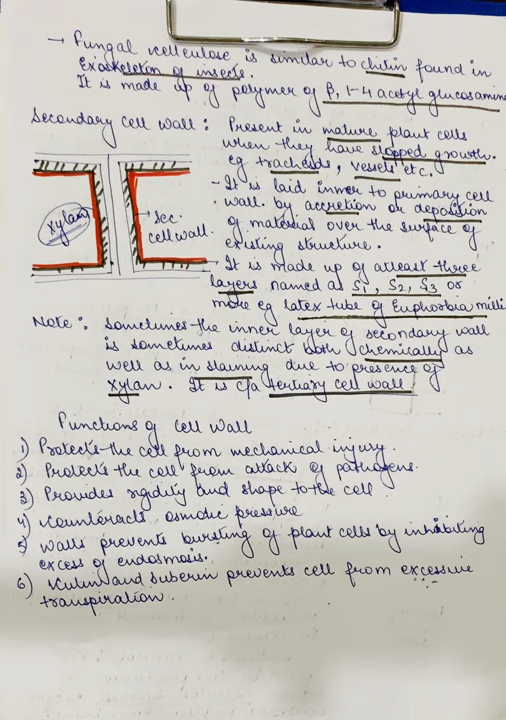 → Fungal cellculose is similar to chitin found in
Exoskeleton of insects.
It is made up of polymer of β, 1-4 acetyl glucosamine
Secondary cell wall: Present in mature plant cells
when they have stopped growth.
eg tracheids, vessels etc.
- It is laid inner to primary cell
wall by accretion or deposition
of material over the surface of
existing structure.
- It is made up of atleast three
layers named as S1, S2, S3 or
more eg latex tube of Euphorbia milli
xylan
→ sec.
cell wall.
Note: Sometimes the inner layer of secondary wall
is sometimes distinct both chemically as
well as in staining due to presence of
xylan. It is c/a tertiary cell wall
Functions of Cell Wall
1) Protects the cell from mechanical injury.
2) Protects the cell from attack of pathogens.
3) Provides rigidity and shape to the cell.
4) Counteracts osmotic pressure
5) Walls prevents bursting of plant cells by inhibiting
excess of endosmosis.
6) Cutin and Suberin prevents cell from excessive
transpiration.